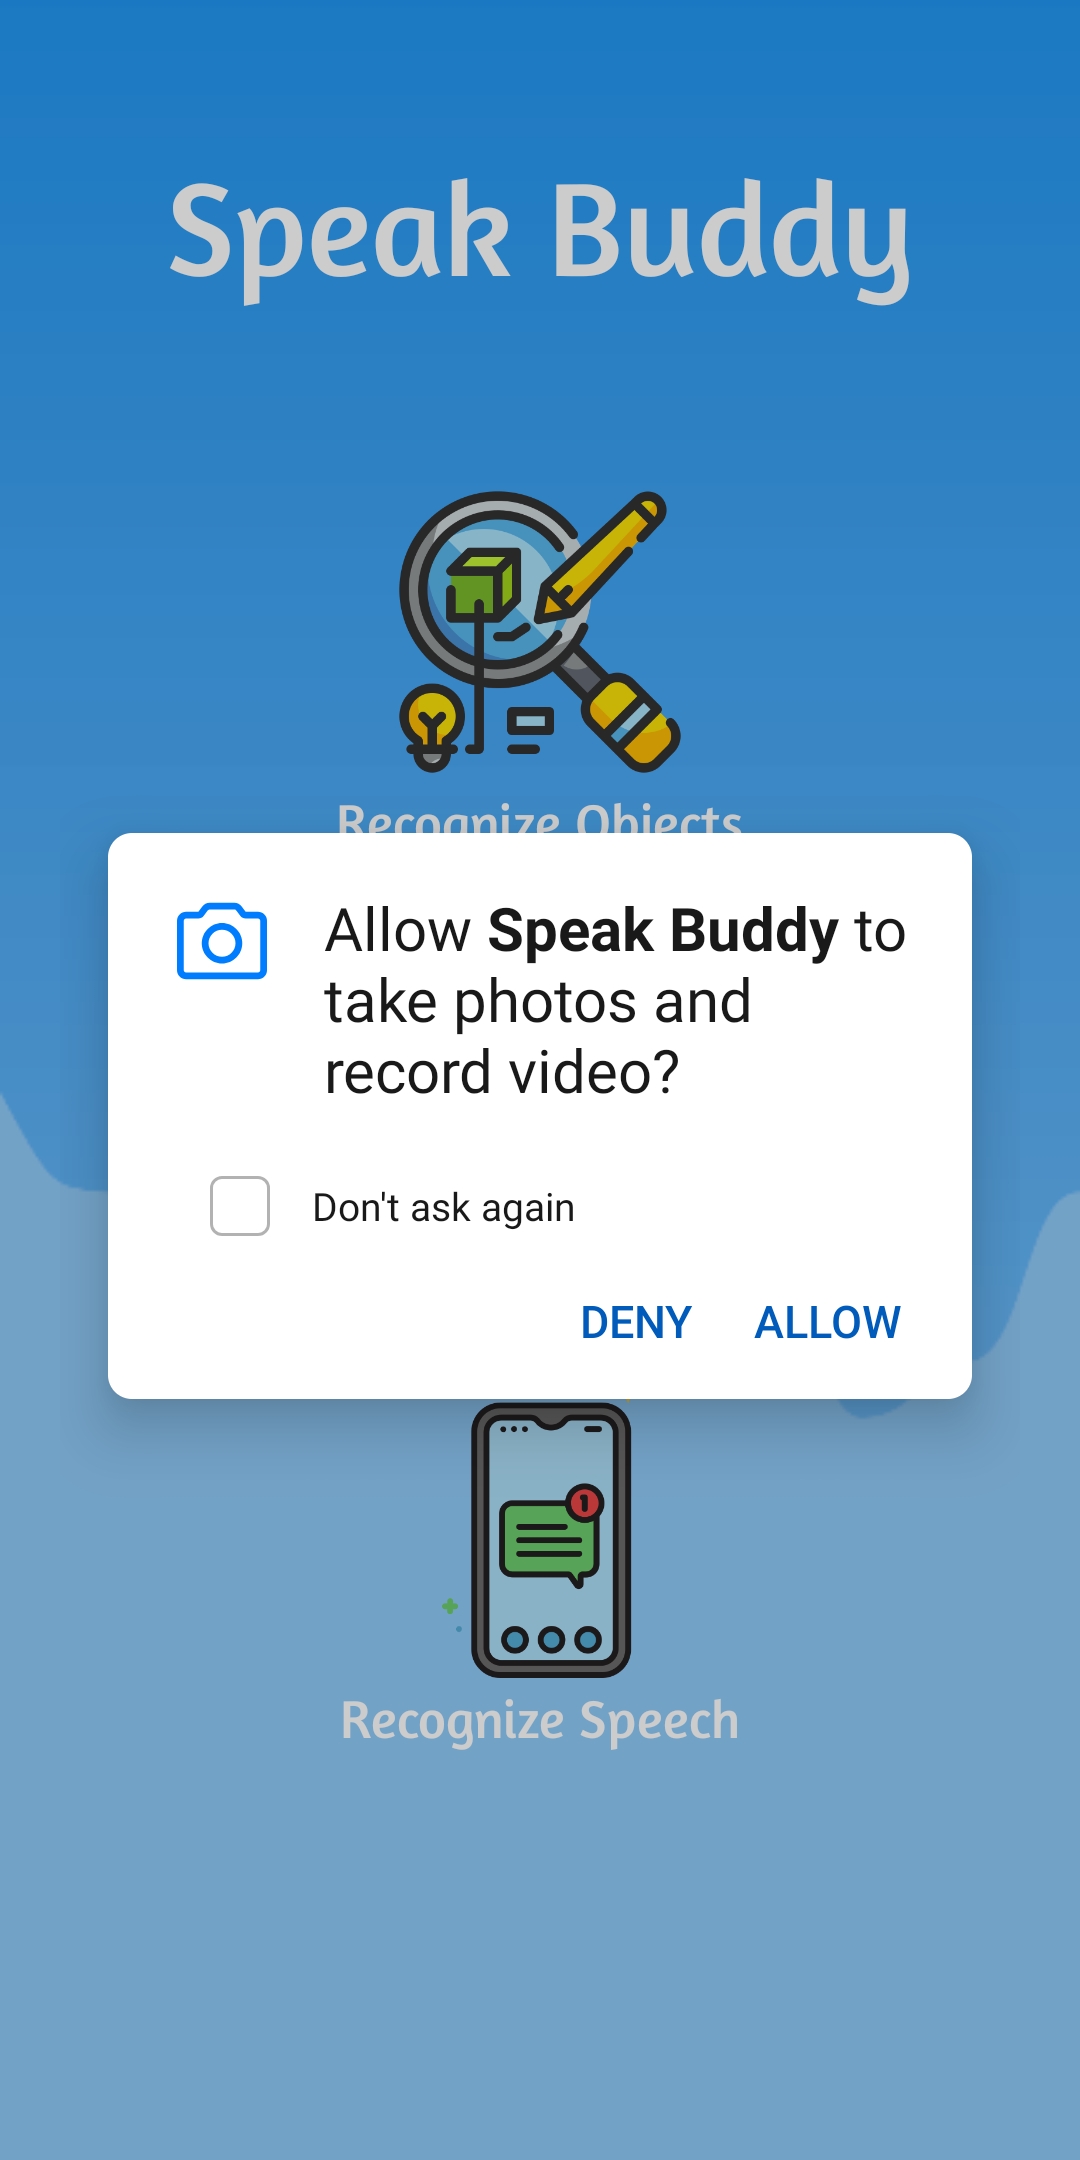 Speak Buddy
Recognize Objects
Allow Speak Buddy to
take photos and
record video?
Don't ask again
DENY ALLOW
1
Recognize Speech